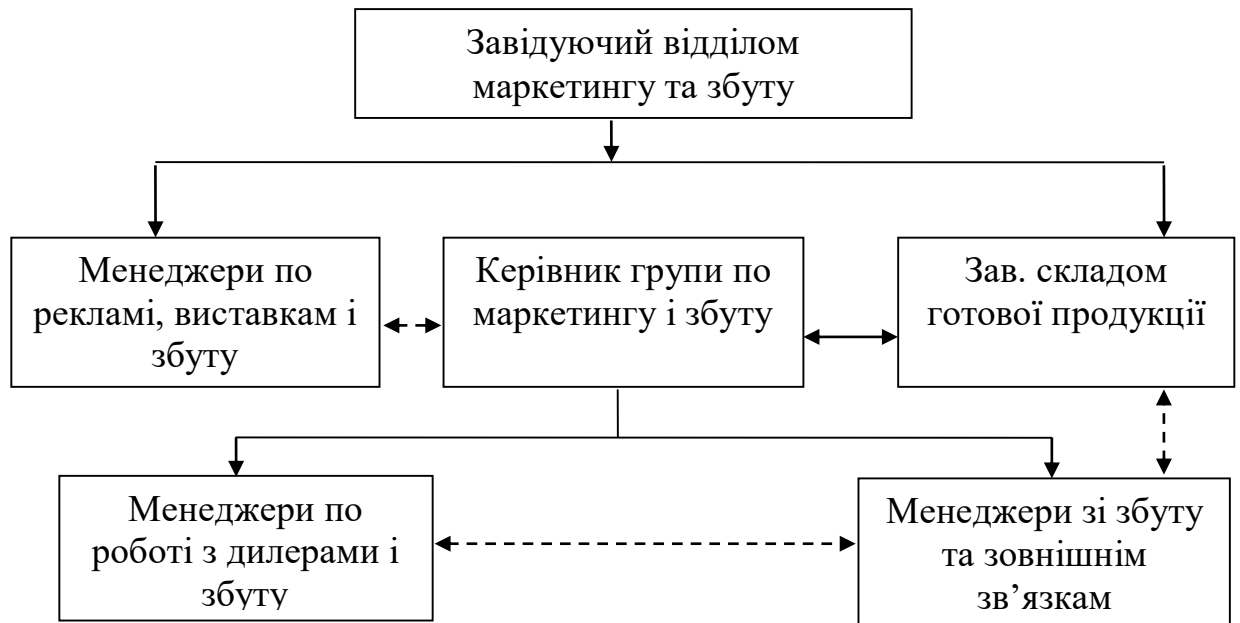 Завідуючий відділом
маркетингу та збуту
Менеджери по
рекламі, виставкам і
збуту
Керівник групи по
маркетингу і збуту
Зав. складом
готової продукції
Менеджери по
роботі з дилерами і
збуту
Менеджери зі збуту
та зовнішнім
зв’язкам